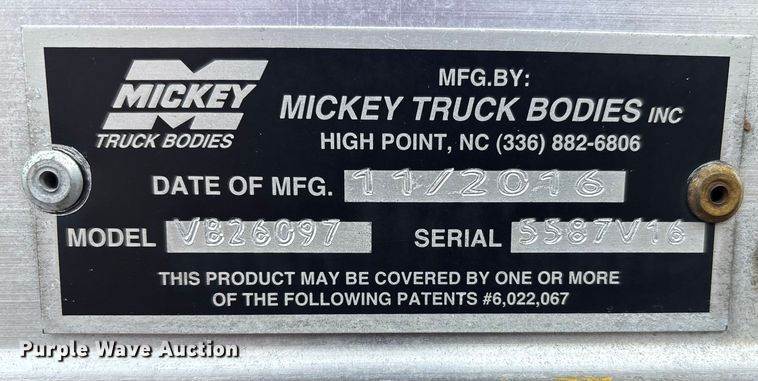 MICKEY
TRUCK BODIES
MFG.BY:
MICKEY TRUCK BODIES INC
HIGH POINT, NC (336) 882-6806
DATE OF MFG. 11/2016
MODEL VB26097 SERIAL 5587V16
THIS PRODUCT MAY BE COVERED BY ONE OR MORE
OF THE FOLLOWING PATENTS #6,022,067
Purple Wave Auction